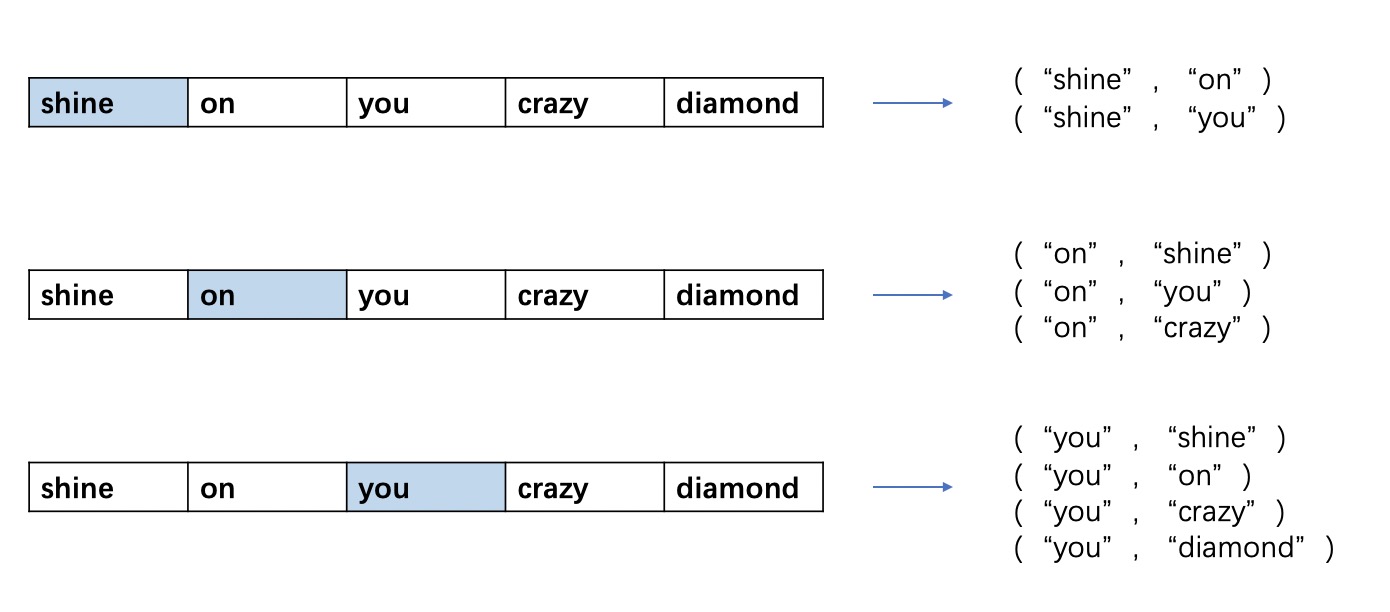 shine on you crazy diamond
( “shine” , “on” )
( “shine” , “you” )
shine on you crazy diamond
( “on” , “shine” )
( “on” , “you” )
( “on” , “crazy” )
shine on you crazy diamond
( “you” , “shine” )
( “you” , “on” )
( “you” , “crazy” )
( “you” , “diamond” )